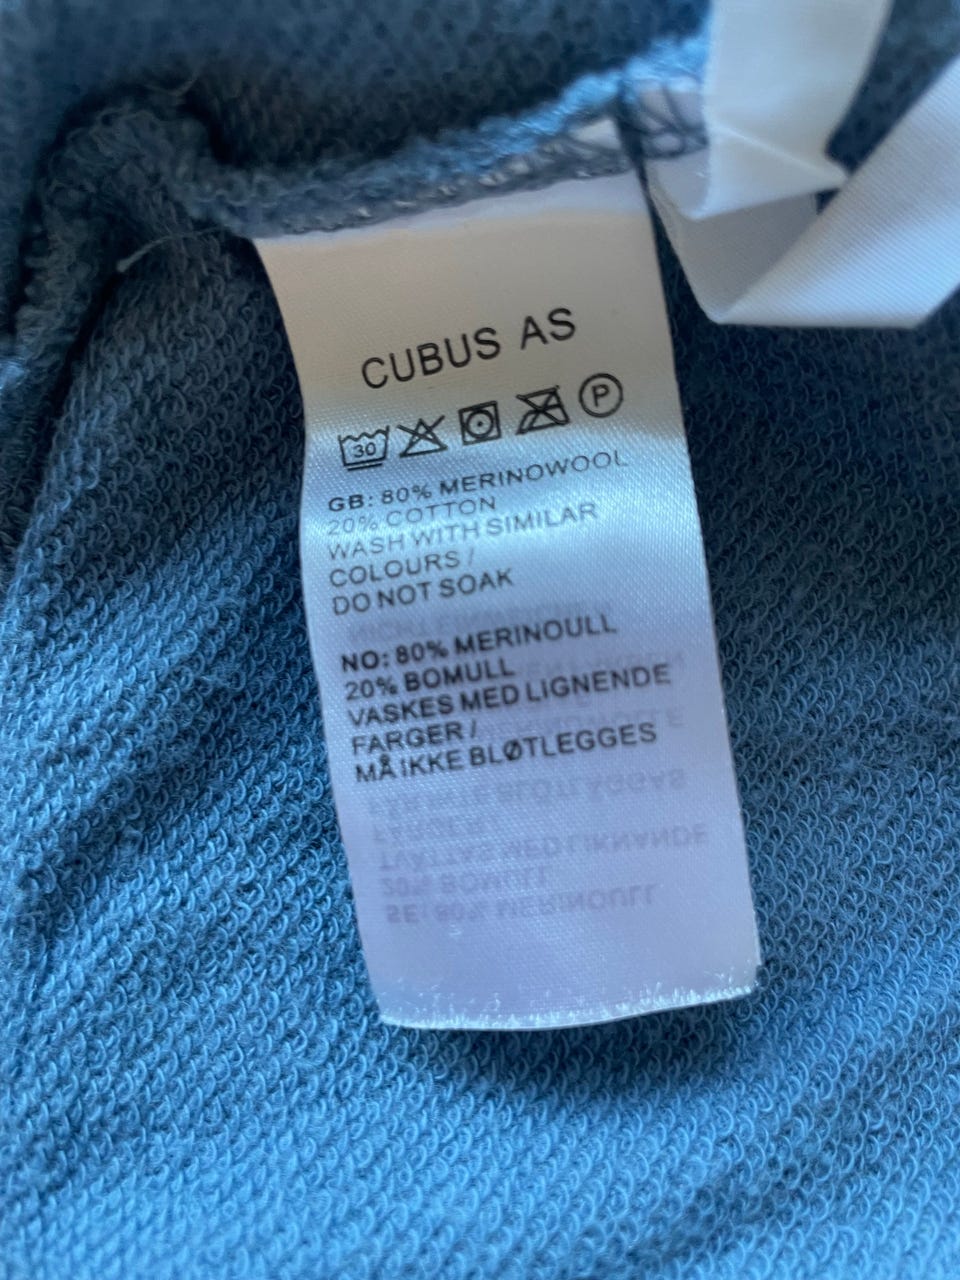 CUBUS AS
30 P
GB: 80% MERINOWOOL
20% COTTON
WASH WITH SIMILAR
COLOURS /
DO NOT SOAK
NO: 80% MERINOULL
20% BOMULL
VASKES MED LIGNENDE
FARGER /
MÅ IKKE BLØTLEGGES